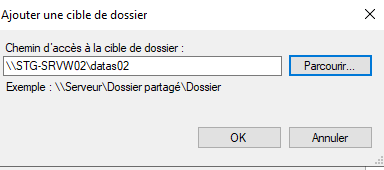 Ajouter une cible de dossier
Chemin d'accès à la cible de dossier :
\\STG-SRVW02\datas02
Parcourir...
Exemple : \\Serveur\Dossier partagé\Dossier
OK
Annuler